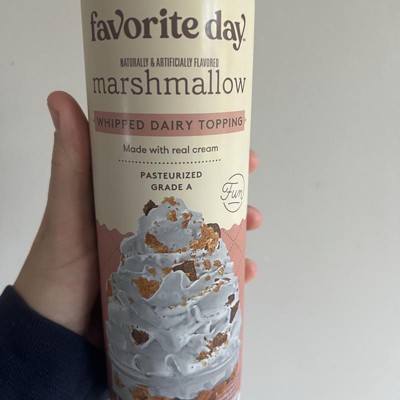 favorite day
NATURALLY & ARTIFICIALLY FLAVORED
marshmallow
WHIPPED DAIRY TOPPING
Made with real cream
PASTEURIZED
GRADE A
Fun!